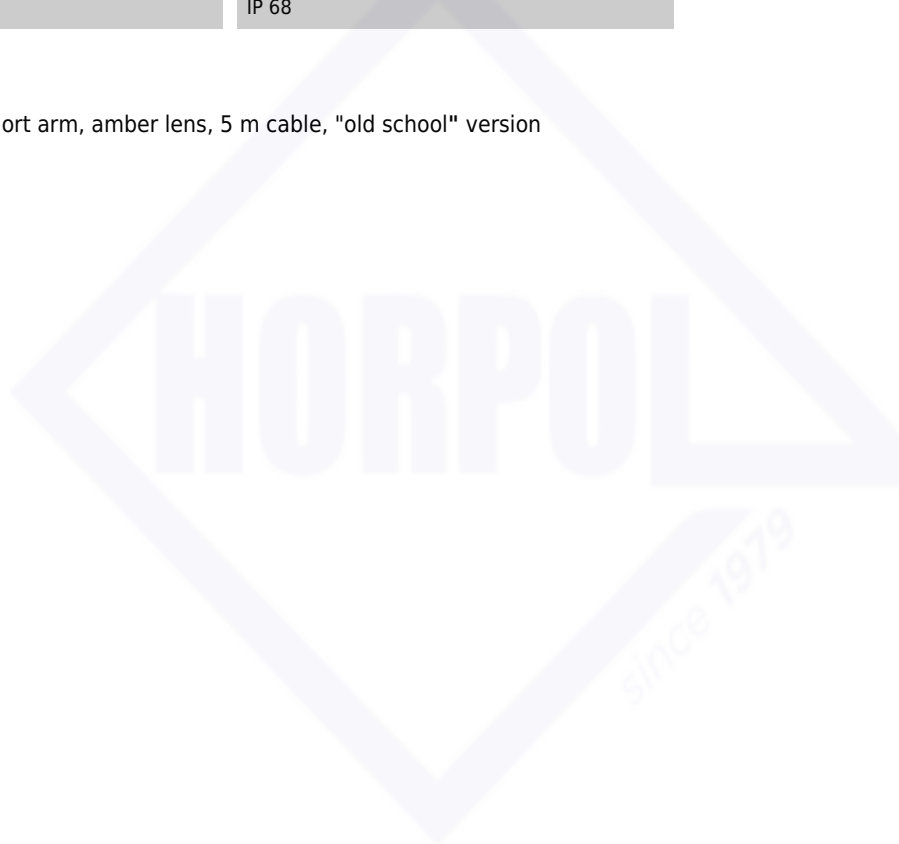 IP 68
ort arm, amber lens, 5 m cable, "old school" version
HORPOL
since 1979